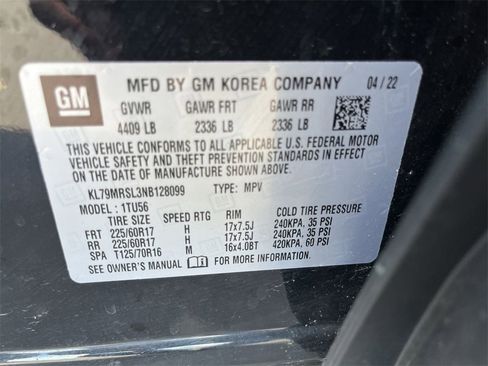 GM MFD BY GM KOREA COMPANY 04/22
GVWR GAWR FRT GAWR RR
4409 LB 2336 LB 2336 LB
THIS VEHICLE CONFORMS TO ALL APPLICABLE U.S. FEDERAL MOTOR
VEHICLE SAFETY AND THEFT PREVENTION STANDARDS IN EFFECT
ON THE DATE OF MANUFACTURE SHOWN ABOVE.
KL79MRSL3NB128099 TYPE: MPV
MODEL: 1TU56
SPEED RTG RIM COLD TIRE PRESSURE
FRT 225/60R17 H 17x7.5J 240KPA, 35 PSI
RR 225/60R17 H 17x7.5J 240KPA, 35 PSI
SPA T125/70R16 M 16x4.0BT 420KPA, 60 PSI
SEE OWNER'S MANUAL FOR MORE INFORMATION.